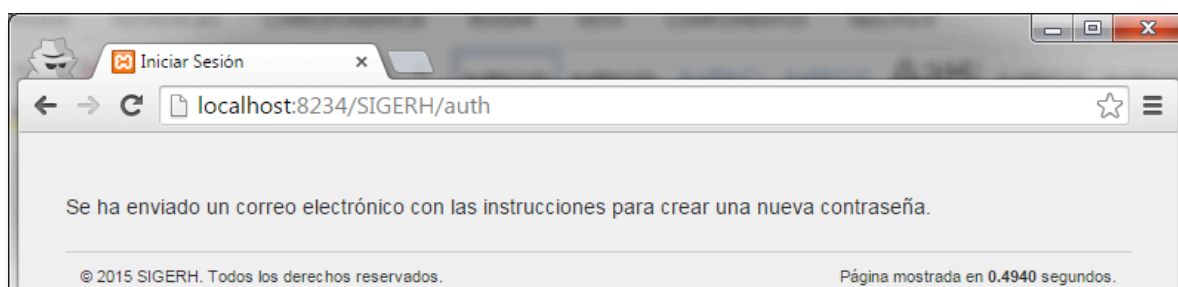 Iniciar Sesión
localhost:8234/SIGERH/auth
Se ha enviado un correo electrónico con las instrucciones para crear una nueva contraseña.
© 2015 SIGERH. Todos los derechos reservados. Página mostrada en 0.4940 segundos.